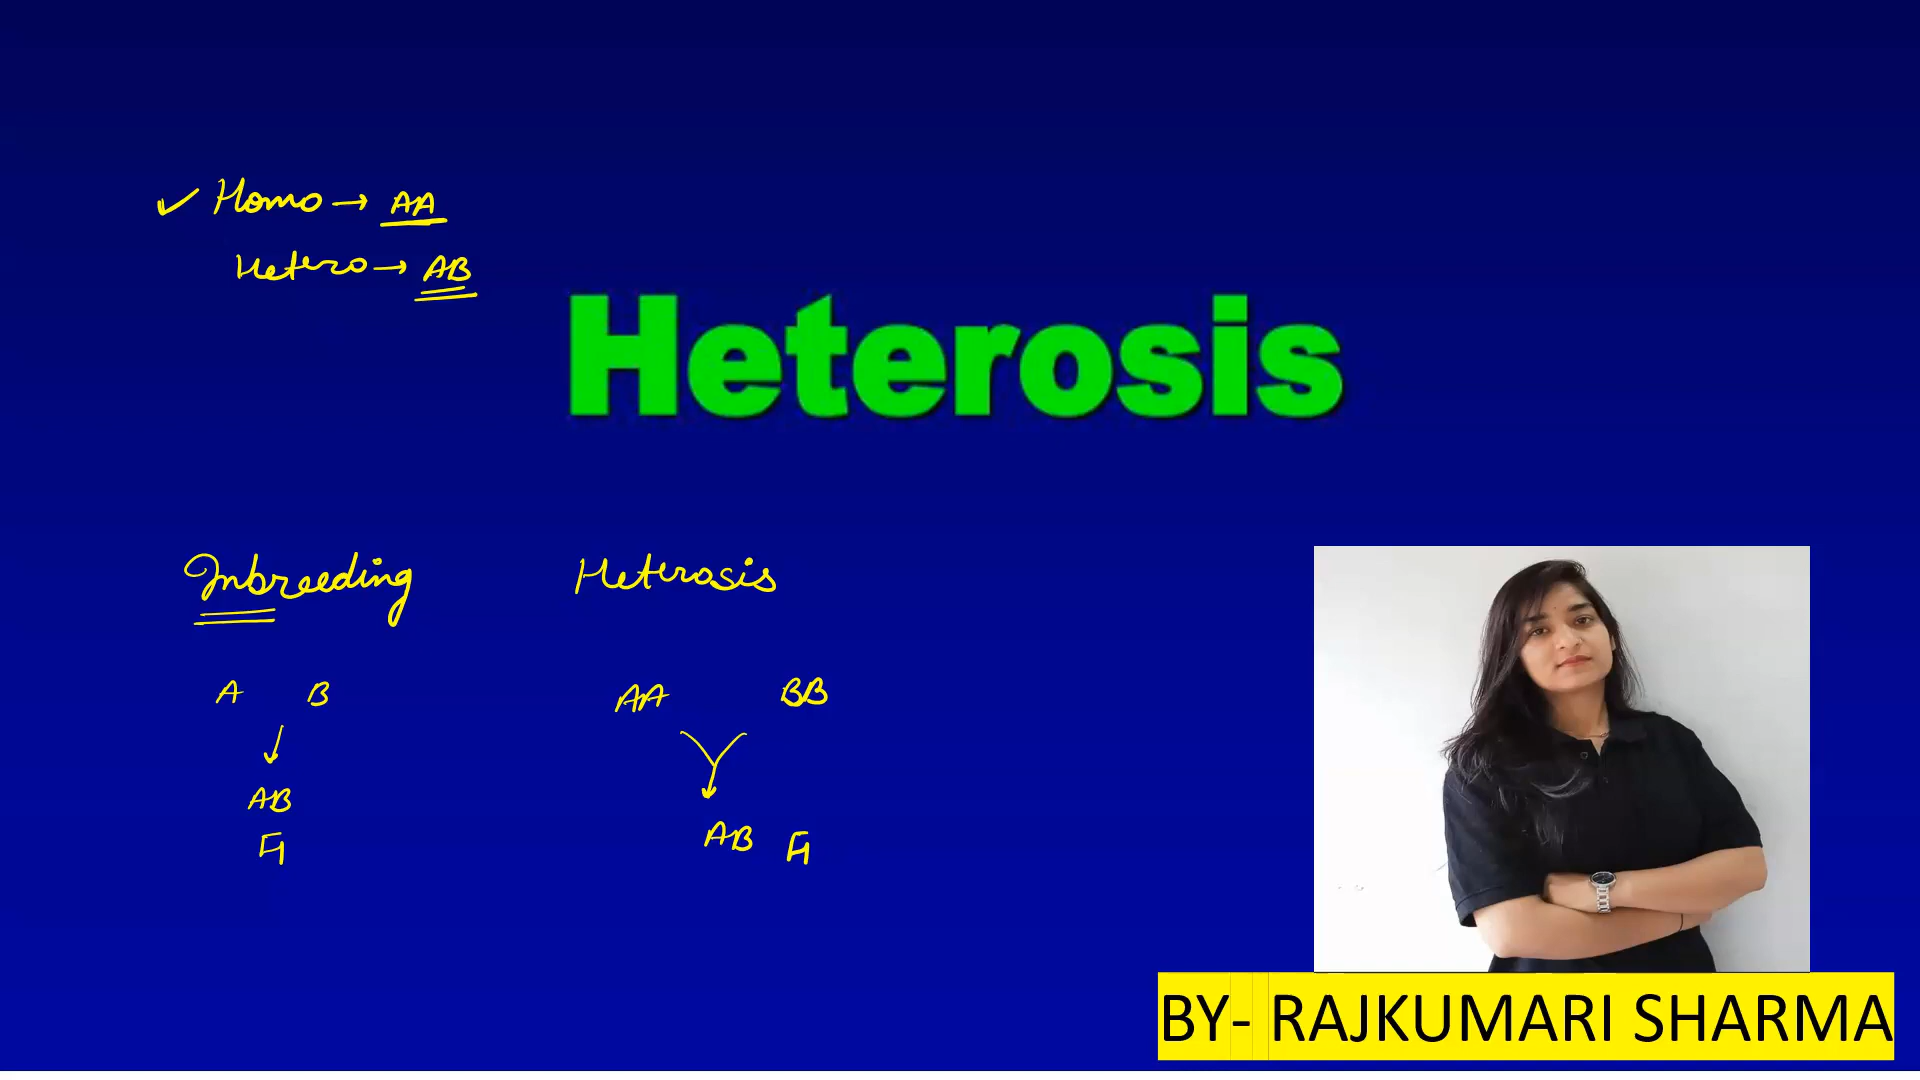 ✓ Homo → AA
Hetero → AB
Heterosis
Inbreeding Heterosis
A B AA BB
AB AB F1
F1
BY- RAJKUMARI SHARMA